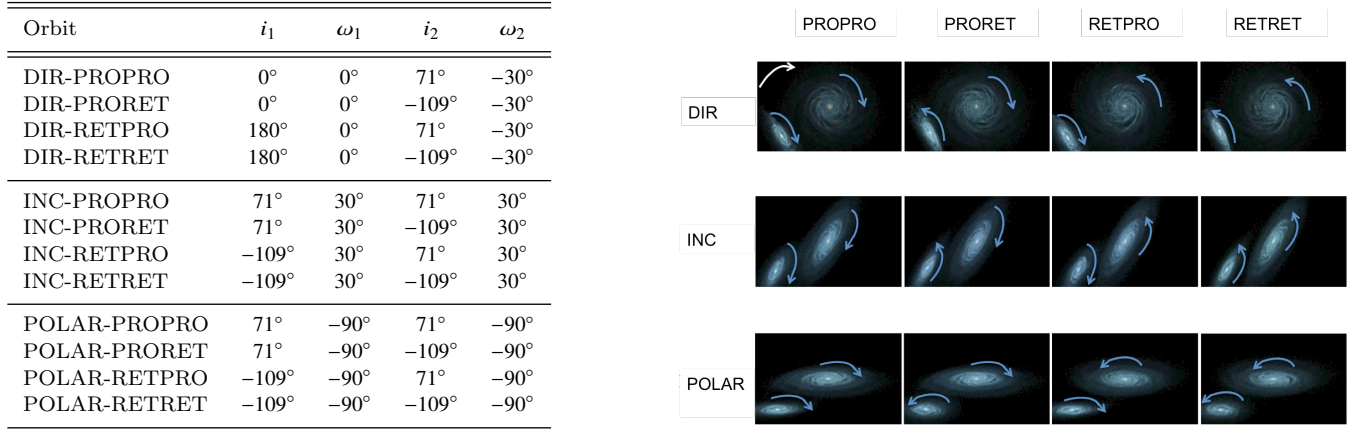 Orbit i₁ ω₁ i₂ ω₂
DIR-PROPRO 0° 0° 71° −30°
DIR-PRORET 0° 0° −109° −30°
DIR-RETPRO 180° 0° 71° −30°
DIR-RETRET 180° 0° −109° −30°
INC-PROPRO 71° 30° 71° 30°
INC-PRORET 71° 30° −109° 30°
INC-RETPRO −109° 30° 71° 30°
INC-RETRET −109° 30° −109° 30°
POLAR-PROPRO 71° −90° 71° −90°
POLAR-PRORET 71° −90° −109° −90°
POLAR-RETPRO −109° −90° 71° −90°
POLAR-RETRET −109° −90° −109° −90°
PROPRO PRORET RETPRO RETRET
DIR
INC
POLAR